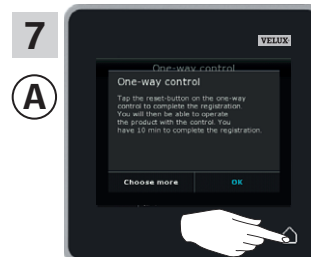 7
A
VELUX
One-way control
One-way control
Tap the reset-button on the one-way
control to complete the registration.
You will then be able to operate
the product with the control. You
have 10 min to complete the registration.
Choose more
OK